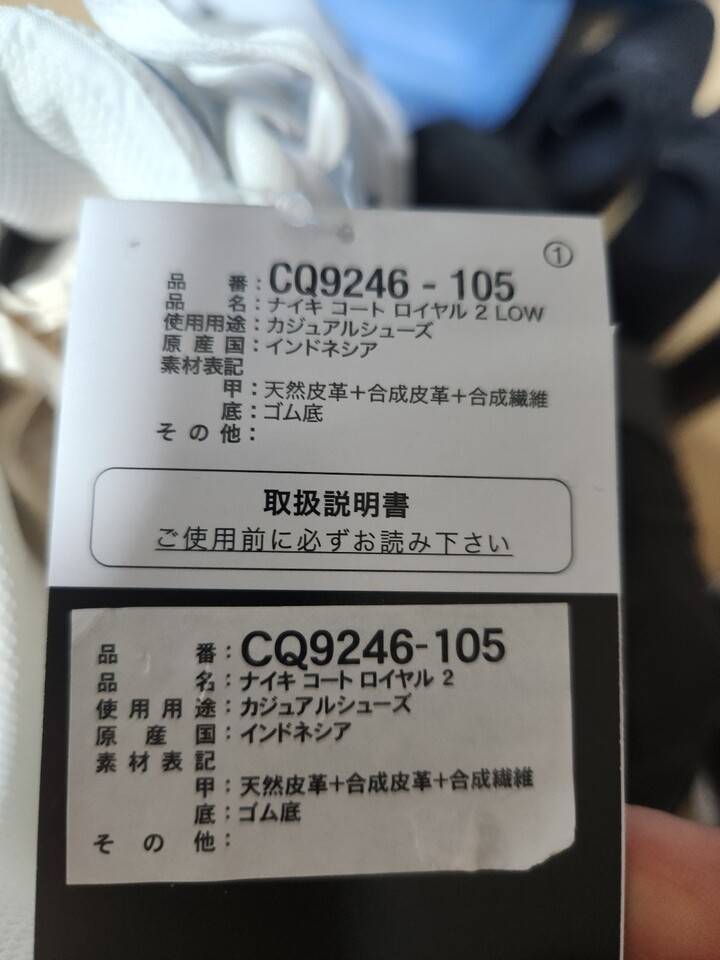 ①
品番：CQ9246 - 105
品名：ナイキ コート ロイヤル 2 LOW
使用用途：カジュアルシューズ
原産国：インドネシア
素材表記
甲：天然皮革＋合成皮革＋合成繊維
底：ゴム底
その他：
取扱説明書
ご使用前に必ずお読み下さい
品番：CQ9246-105
品名：ナイキ コート ロイヤル 2
使用用途：カジュアルシューズ
原産国：インドネシア
素材表記
甲：天然皮革＋合成皮革＋合成繊維
底：ゴム底
その他：